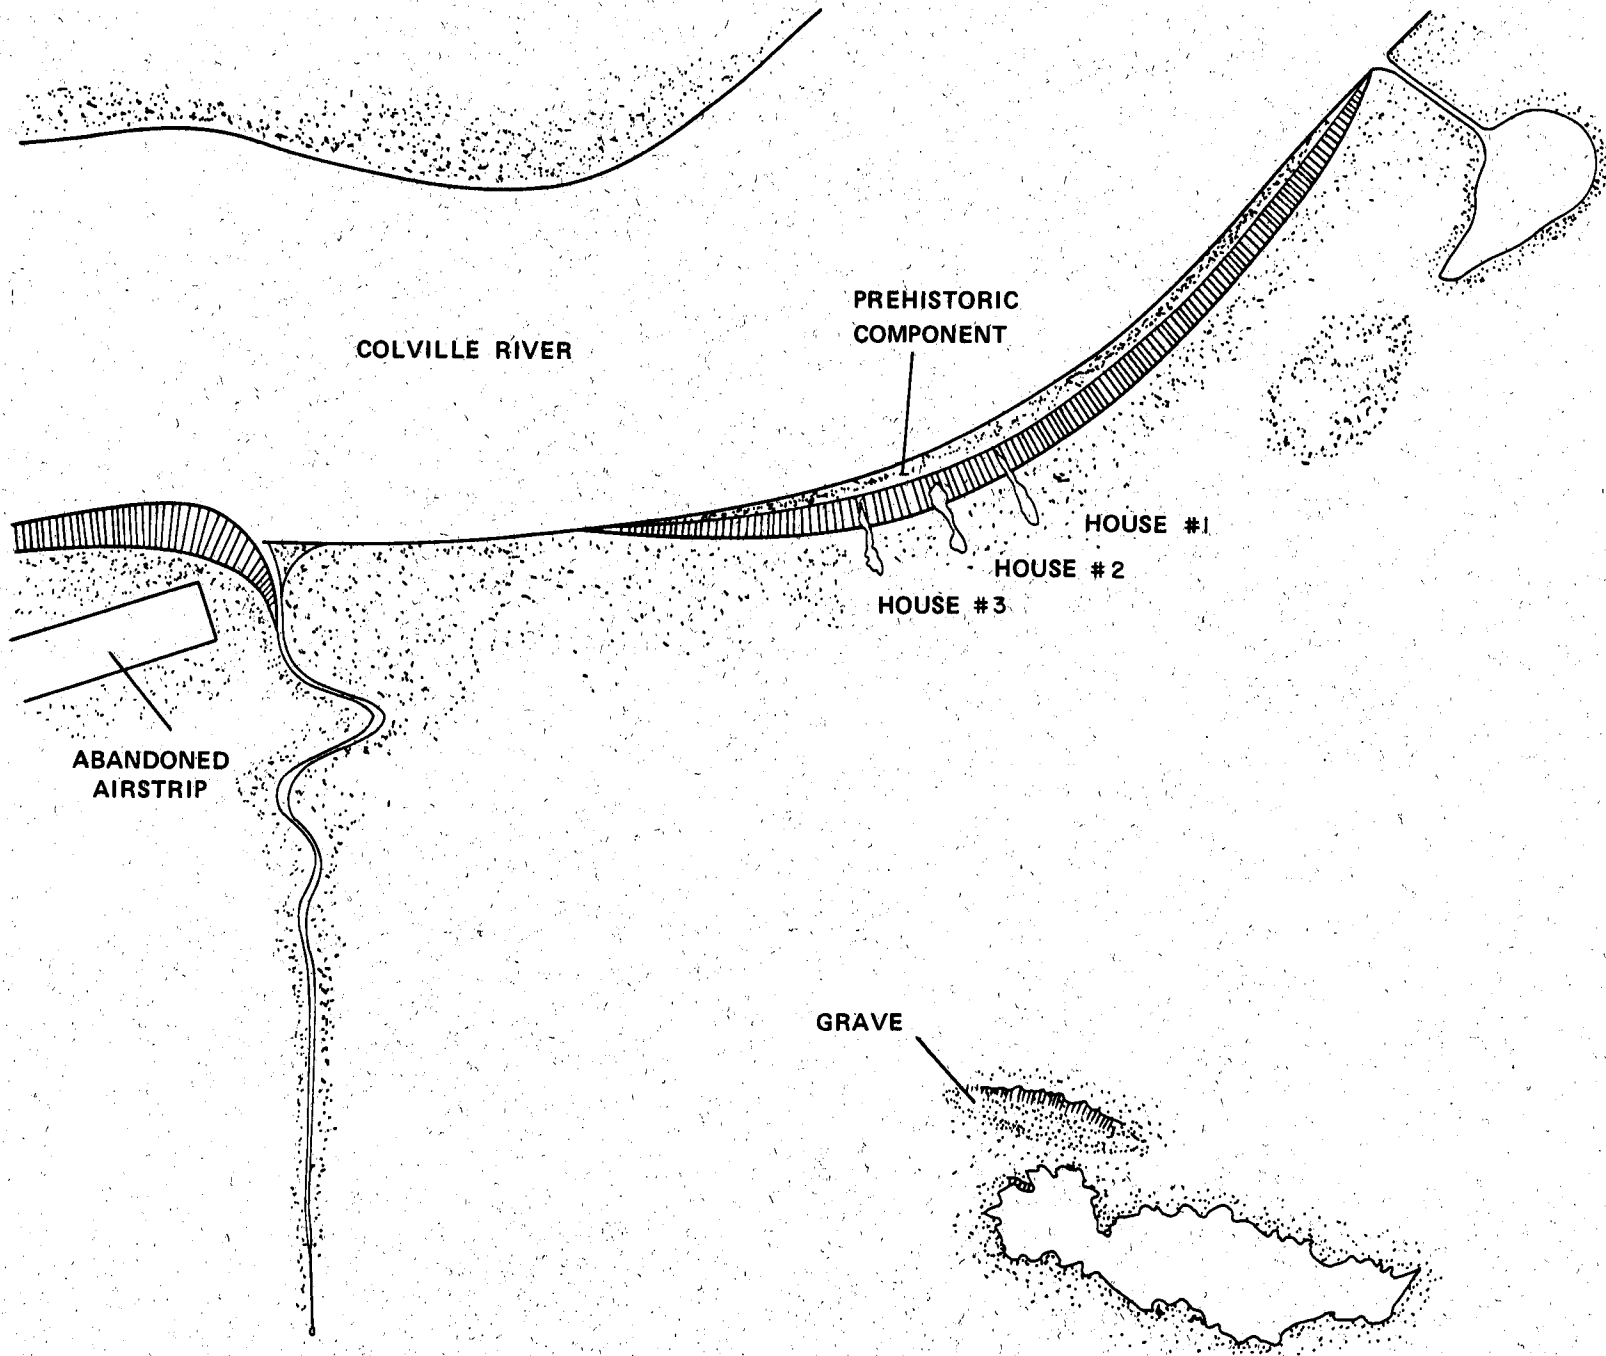 PREHISTORIC
COMPONENT
COLVILLE RIVER
HOUSE #1
HOUSE #2
HOUSE #3
ABANDONED
AIRSTRIP
GRAVE